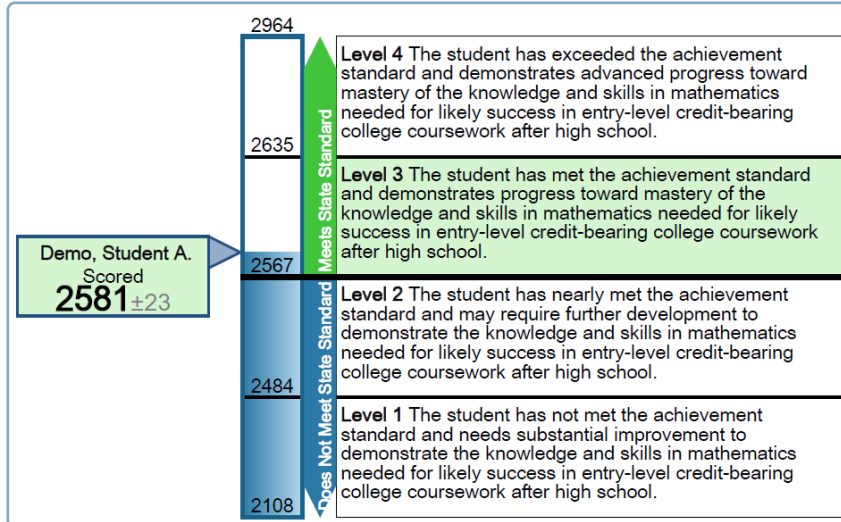 2964
Level 4 The student has exceeded the achievement
standard and demonstrates advanced progress toward
mastery of the knowledge and skills in mathematics
needed for likely success in entry-level credit-bearing
college coursework after high school.
2635
Level 3 The student has met the achievement standard
and demonstrates progress toward mastery of the
knowledge and skills in mathematics needed for likely
success in entry-level credit-bearing college coursework
after high school.
Demo, Student A.
Scored
2581 ±23
2567
Meets State Standard
Does Not Meet State Standard
Level 2 The student has nearly met the achievement
standard and may require further development to
demonstrate the knowledge and skills in mathematics
needed for likely success in entry-level credit-bearing
college coursework after high school.
2484
Level 1 The student has not met the achievement
standard and needs substantial improvement to
demonstrate the knowledge and skills in mathematics
needed for likely success in entry-level credit-bearing
college coursework after high school.
2108